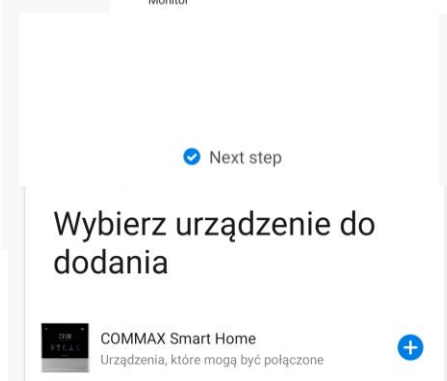 Monitor
Next step
Wybierz urządzenie do
dodania
COMMAX Smart Home
Urządzenia, które mogą być połączone